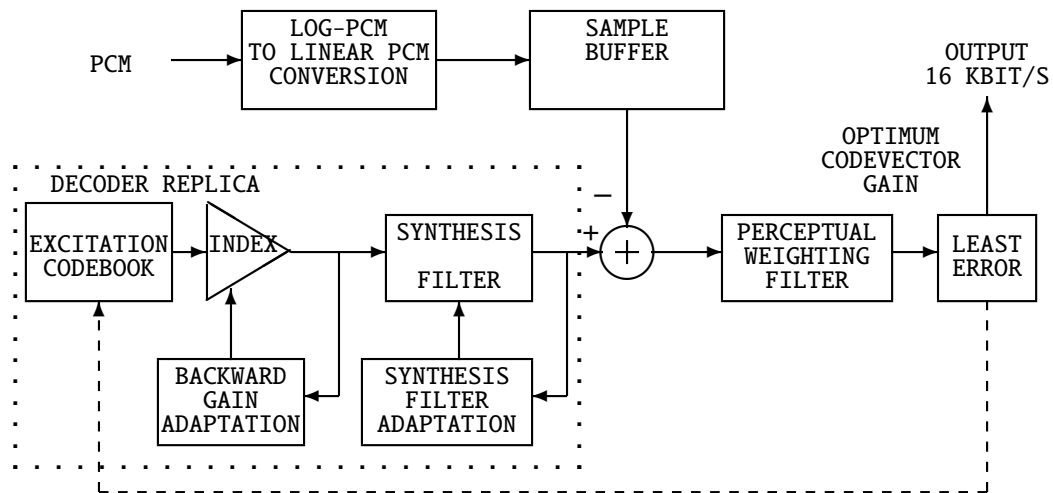 PCM
LOG-PCM
TO LINEAR PCM
CONVERSION
SAMPLE
BUFFER
OUTPUT
16 KBIT/S
OPTIMUM
CODEVECTOR
GAIN
DECODER REPLICA
EXCITATION
CODEBOOK
INDEX
SYNTHESIS
FILTER
−
+
+
PERCEPTUAL
WEIGHTING
FILTER
LEAST
ERROR
BACKWARD
GAIN
ADAPTATION
SYNTHESIS
FILTER
ADAPTATION